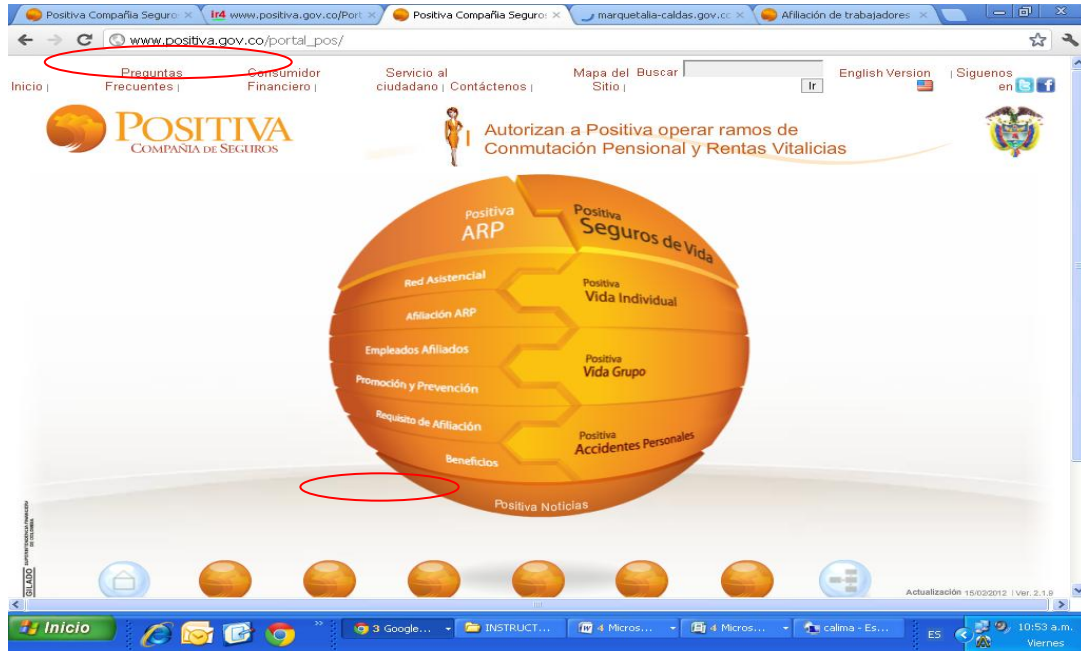 Positiva Compañia Seguro
www.positiva.gov.co/Port
Positiva Compañia Seguro
marquetalia-caldas.gov.cc
Afiliación de trabajadores
www.positiva.gov.co/portal_pos/
Inicio |
Preguntas Frecuentes |
Consumidor Financiero |
Servicio al ciudadano |
Contáctenos |
Mapa del Sitio |
Buscar
Ir
English Version
| Siguenos en
POSITIVA
COMPAÑIA DE SEGUROS
Autorizan a Positiva operar ramos de
Conmutación Pensional y Rentas Vitalicias
Positiva
ARP
Positiva
Seguros de Vida
Red Asistencial
Afiliación ARP
Empleados Afiliados
Promoción y Prevención
Requisito de Afiliación
Beneficios
Positiva
Vida Individual
Positiva
Vida Grupo
Positiva
Accidentes Personales
Positiva Noticias
Actualización 15/02/2012 | Ver. 2.1.9
Inicio
3 Google...
INSTRUCT...
4 Micros...
4 Micros...
calima - Es...
ES
10:53 a.m.
Viernes